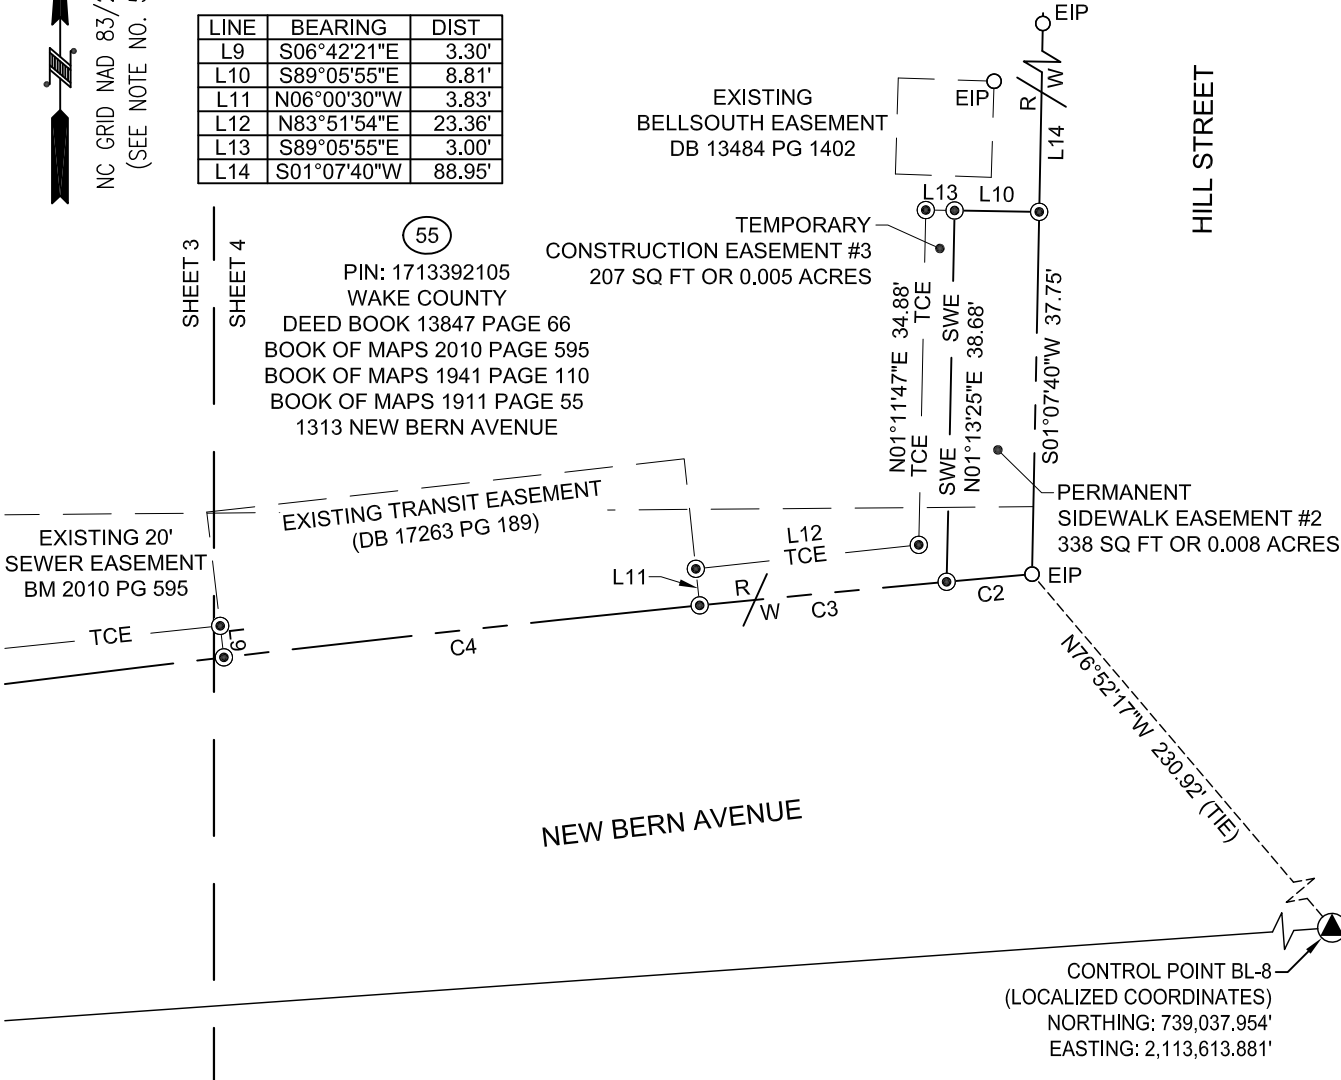 NC GRID NAD 83/2
(SEE NOTE NO. 5
LINE BEARING DIST
L9 S06°42'21"E 3.30'
L10 S89°05'55"E 8.81'
L11 N06°00'30"W 3.83'
L12 N83°51'54"E 23.36'
L13 S89°05'55"E 3.00'
L14 S01°07'40"W 88.95'
EIP
R/W
L14
HILL STREET
EXISTING
BELLSOUTH EASEMENT
DB 13484 PG 1402
EIP
L13
L10
SHEET 3
SHEET 4
55
PIN: 1713392105
WAKE COUNTY
DEED BOOK 13847 PAGE 66
BOOK OF MAPS 2010 PAGE 595
BOOK OF MAPS 1941 PAGE 110
BOOK OF MAPS 1911 PAGE 55
1313 NEW BERN AVENUE
TEMPORARY
CONSTRUCTION EASEMENT #3
207 SQ FT OR 0.005 ACRES
N01°11'47"E 34.88'
TCE TCE
SWE SWE
N01°13'25"E 38.68'
S01°07'40"W 37.75'
PERMANENT
SIDEWALK EASEMENT #2
338 SQ FT OR 0.008 ACRES
EXISTING TRANSIT EASEMENT
(DB 17263 PG 189)
EXISTING 20'
SEWER EASEMENT
BM 2010 PG 595
L12
TCE
L11
R/W
C3
C2
EIP
TCE
L9
C4
N76°52'17"W 230.92' (TIE)
NEW BERN AVENUE
CONTROL POINT BL-8
(LOCALIZED COORDINATES)
NORTHING: 739,037.954'
EASTING: 2,113,613.881'